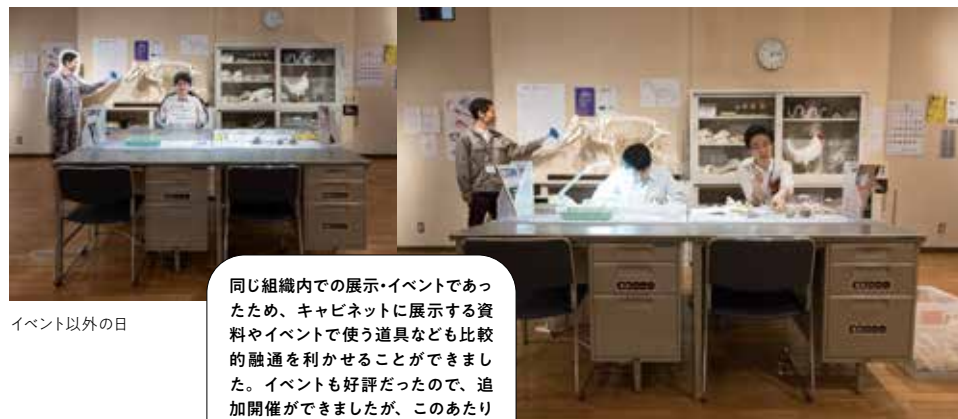 イベント以外の日
同じ組織内での展示・イベントであっ
たため、キャビネットに展示する資
料やイベントで使う道具なども比較
的融通を利かせることができまし
た。イベントも好評だったので、追
加開催ができましたが、このあたり